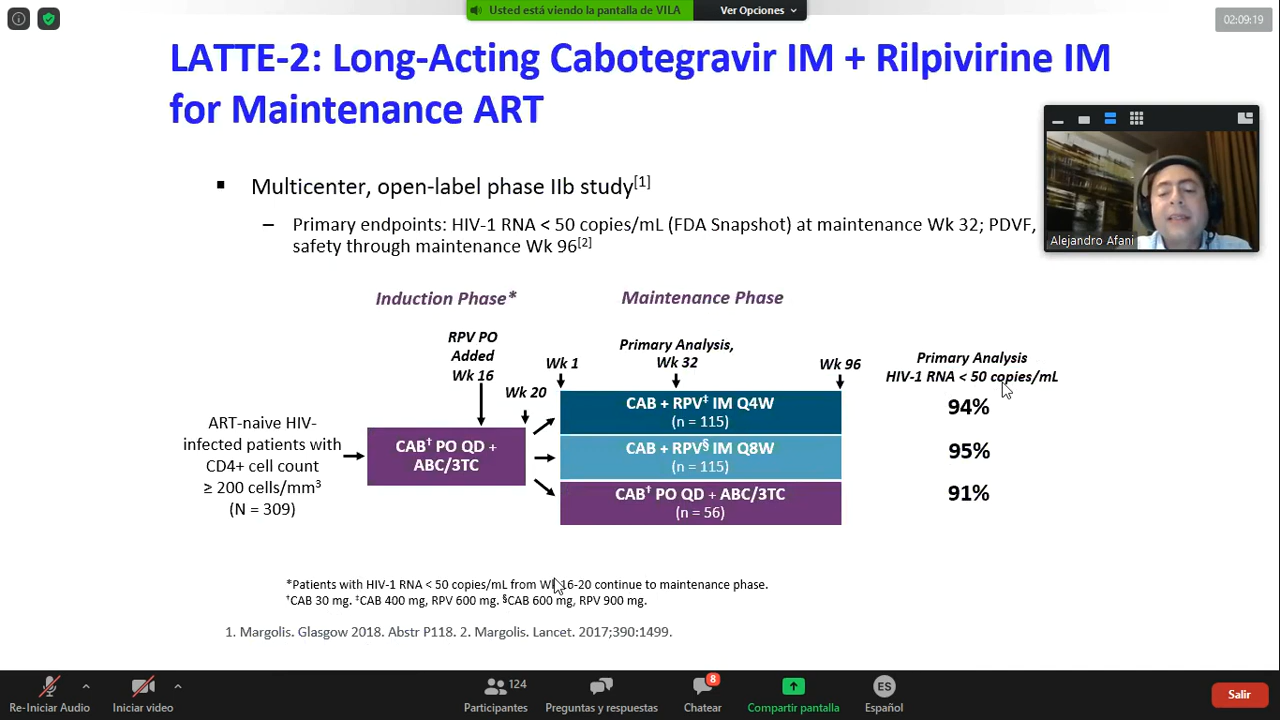 Usted está viendo la pantalla de VILA
Ver Opciones
02:09:19
LATTE-2: Long-Acting Cabotegravir IM + Rilpivirine IM
for Maintenance ART
Alejandro Afani
▪ Multicenter, open-label phase IIb study[1]
– Primary endpoints: HIV-1 RNA < 50 copies/mL (FDA Snapshot) at maintenance Wk 32; PDVF,
safety through maintenance Wk 96[2]
Induction Phase*
Maintenance Phase
RPV PO
Added
Wk 16
Wk 20
Wk 1
Primary Analysis,
Wk 32
Wk 96
Primary Analysis
HIV-1 RNA < 50 copies/mL
ART-naive HIV-
infected patients with
CD4+ cell count
≥ 200 cells/mm³
(N = 309)
CAB† PO QD +
ABC/3TC
CAB + RPV‡ IM Q4W
(n = 115)
94%
CAB + RPV§ IM Q8W
(n = 115)
95%
CAB† PO QD + ABC/3TC
(n = 56)
91%
*Patients with HIV-1 RNA < 50 copies/mL from Wk 16-20 continue to maintenance phase.
†CAB 30 mg. ‡CAB 400 mg, RPV 600 mg. §CAB 600 mg, RPV 900 mg.
1. Margolis. Glasgow 2018. Abstr P118. 2. Margolis. Lancet. 2017;390:1499.
Re-Iniciar Audio
Iniciar video
124
Participantes
Preguntas y respuestas
8
Chatear
Compartir pantalla
ES
Español
Salir